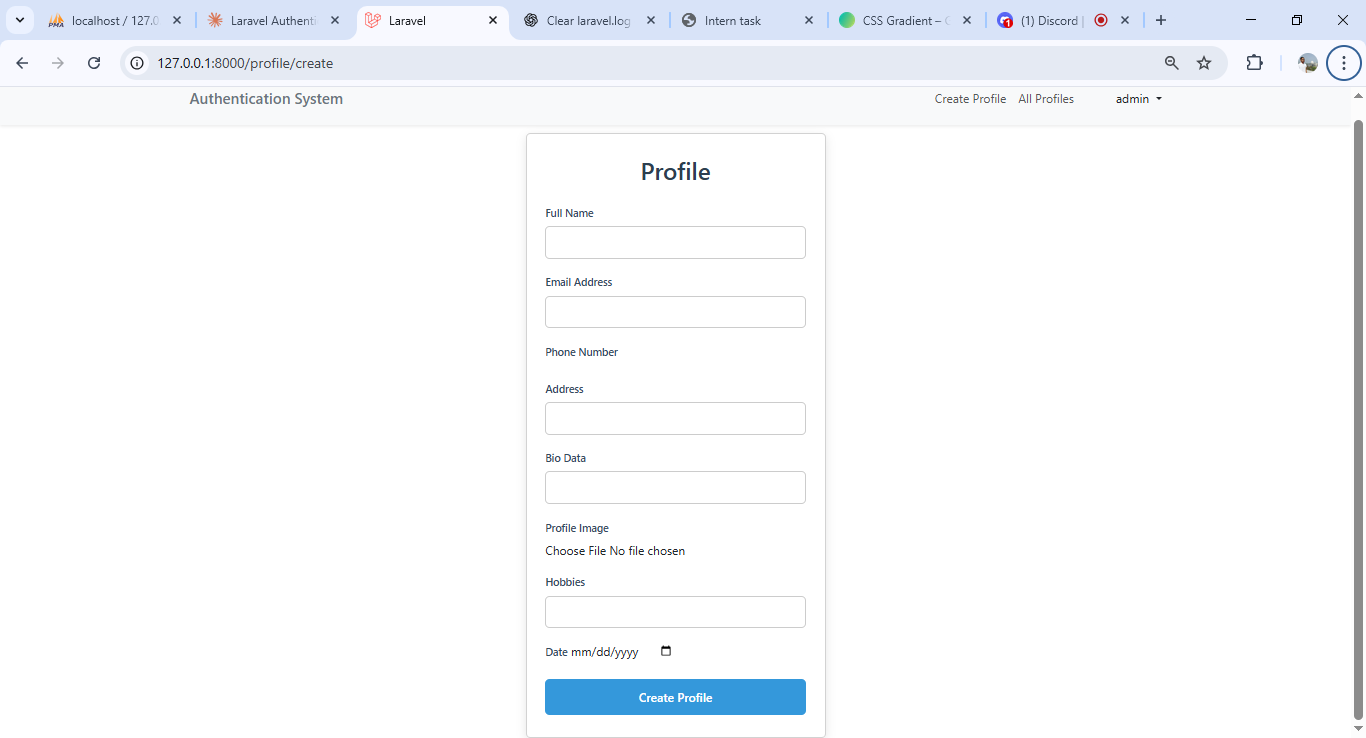 localhost / 127.0
Laravel Authenti
Laravel
Clear laravel.log
Intern task
CSS Gradient – G
(1) Discord |
127.0.0.1:8000/profile/create
Authentication System
Create Profile
All Profiles
admin
Profile
Full Name
Email Address
Phone Number
Address
Bio Data
Profile Image
Choose File No file chosen
Hobbies
Date mm/dd/yyyy
Create Profile